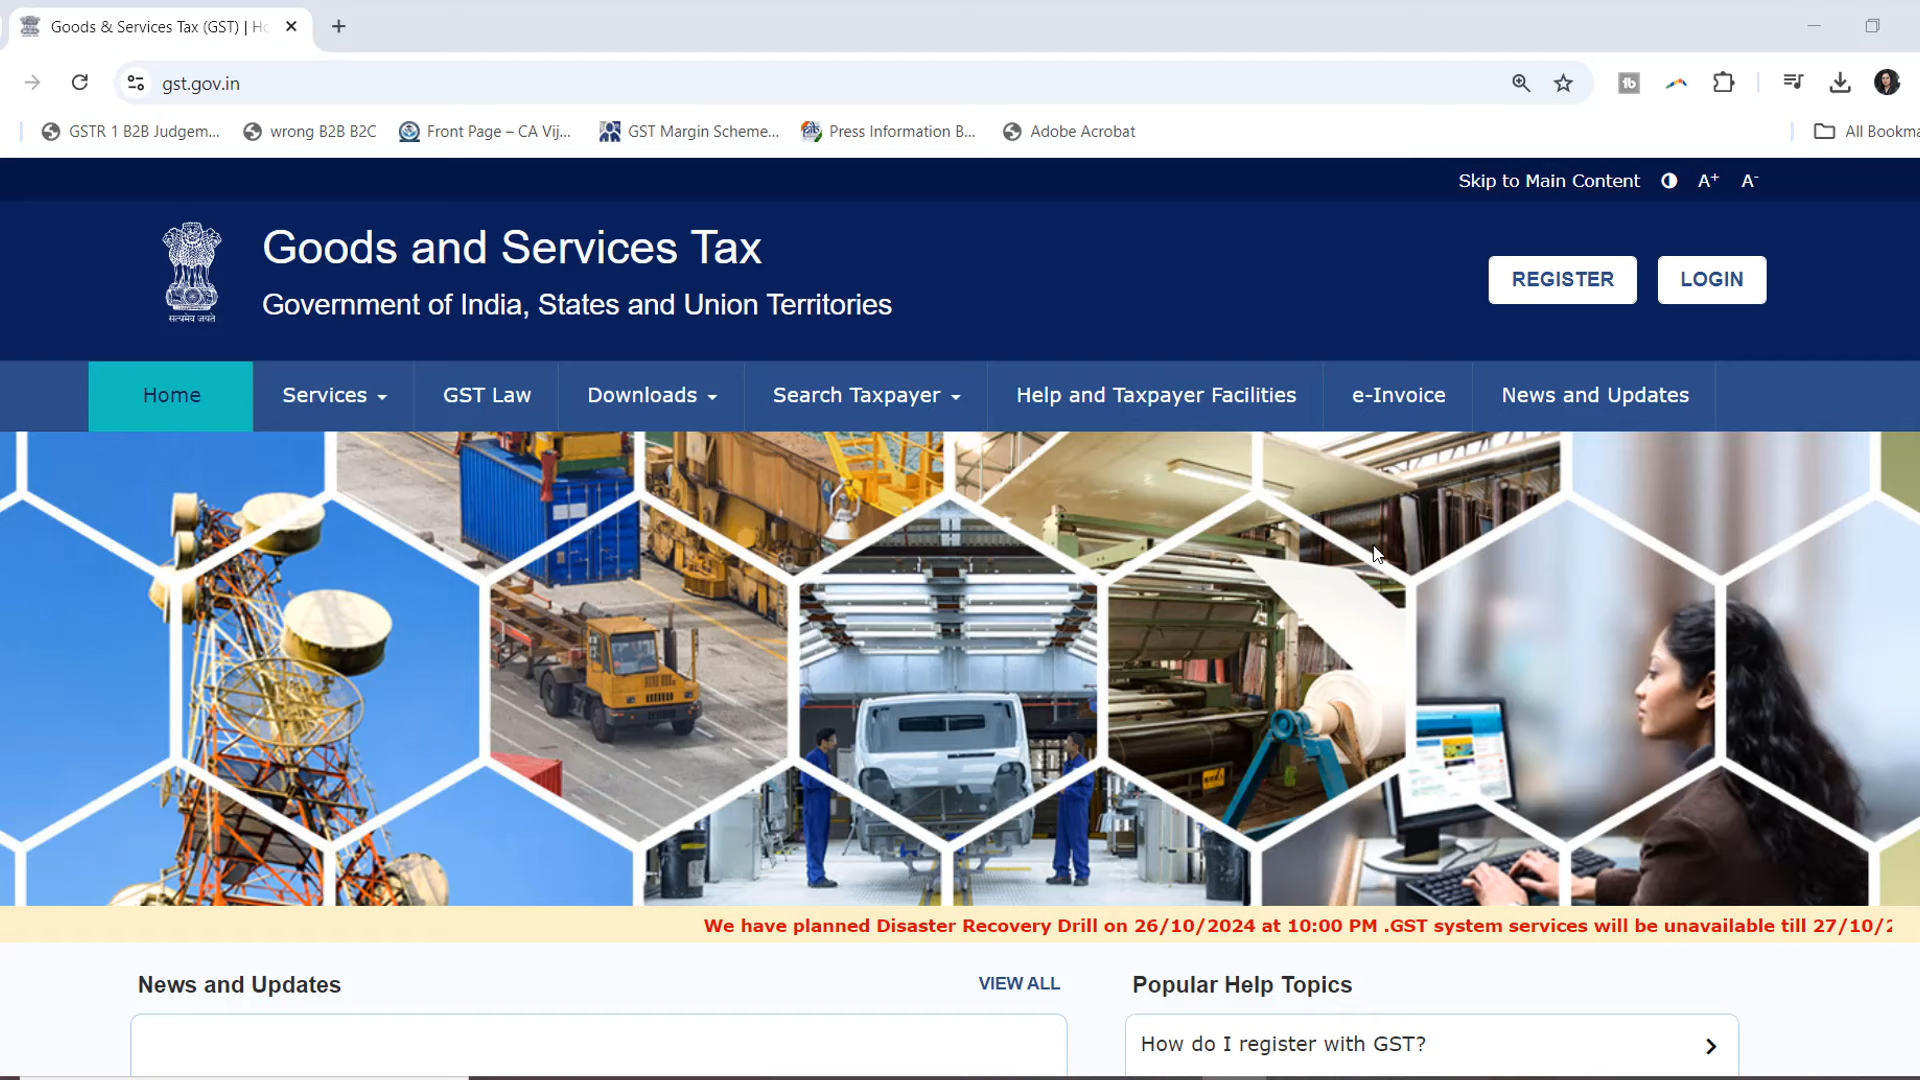 Goods & Services Tax (GST) | Ho
gst.gov.in
GSTR 1 B2B Judgem...
wrong B2B B2C
Front Page – CA Vij...
GST Margin Scheme...
Press Information B...
Adobe Acrobat
All Bookma
Skip to Main Content
A+
A-
सत्यमेव जयते
Goods and Services Tax
Government of India, States and Union Territories
REGISTER
LOGIN
Home
Services
GST Law
Downloads
Search Taxpayer
Help and Taxpayer Facilities
e-Invoice
News and Updates
We have planned Disaster Recovery Drill on 26/10/2024 at 10:00 PM .GST system services will be unavailable till 27/10/2
News and Updates
VIEW ALL
Popular Help Topics
How do I register with GST?